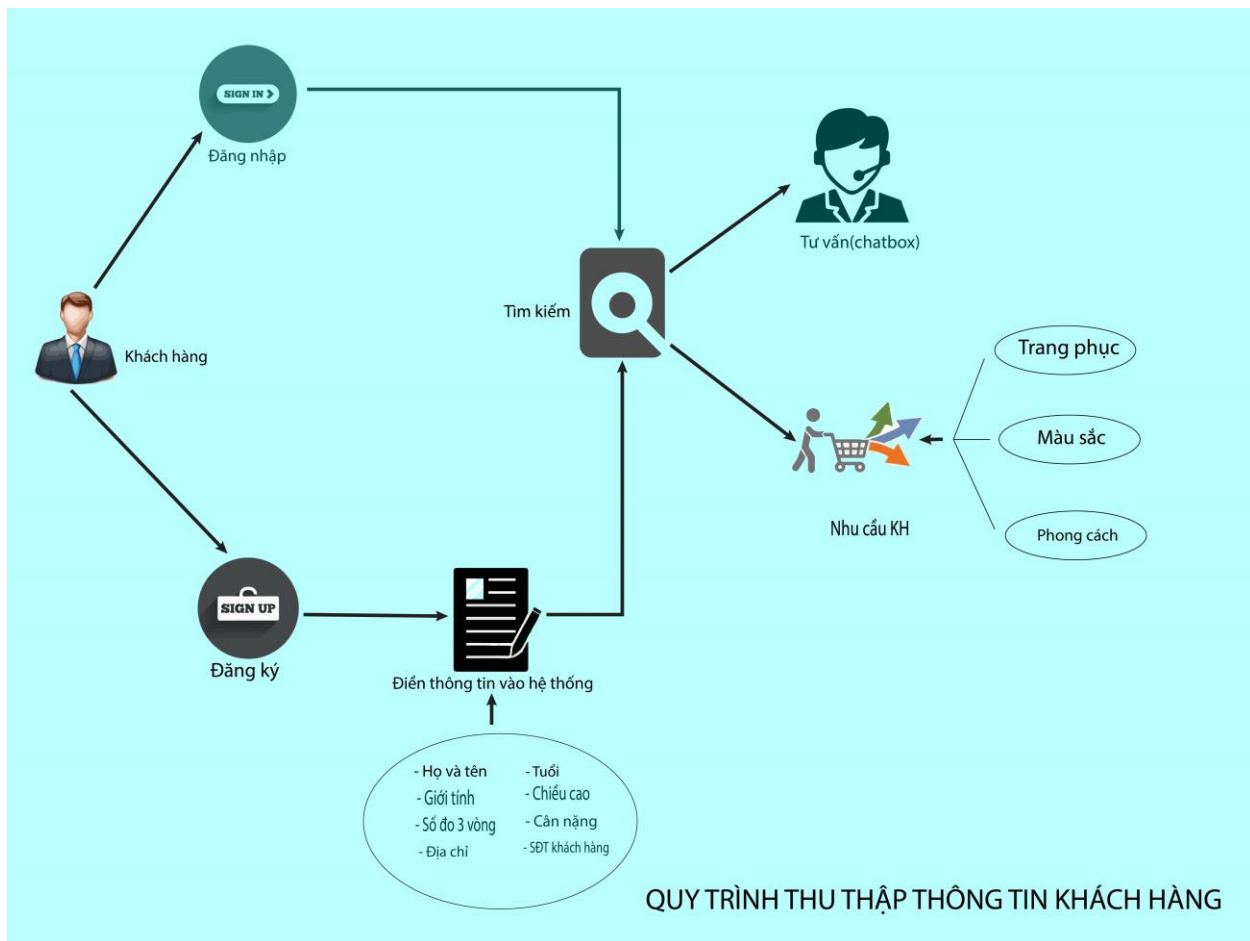 SIGN IN
Đăng nhập
Tư vấn(chatbox)
Tìm kiếm
Khách hàng
Trang phục
Màu sắc
Nhu cầu KH
Phong cách
SIGN UP
Đăng ký
Điền thông tin vào hệ thống
- Họ và tên
- Tuổi
- Giới tính
- Chiều cao
- Số đo 3 vòng
- Cân nặng
- Địa chỉ
- SĐT khách hàng
QUY TRÌNH THU THẬP THÔNG TIN KHÁCH HÀNG